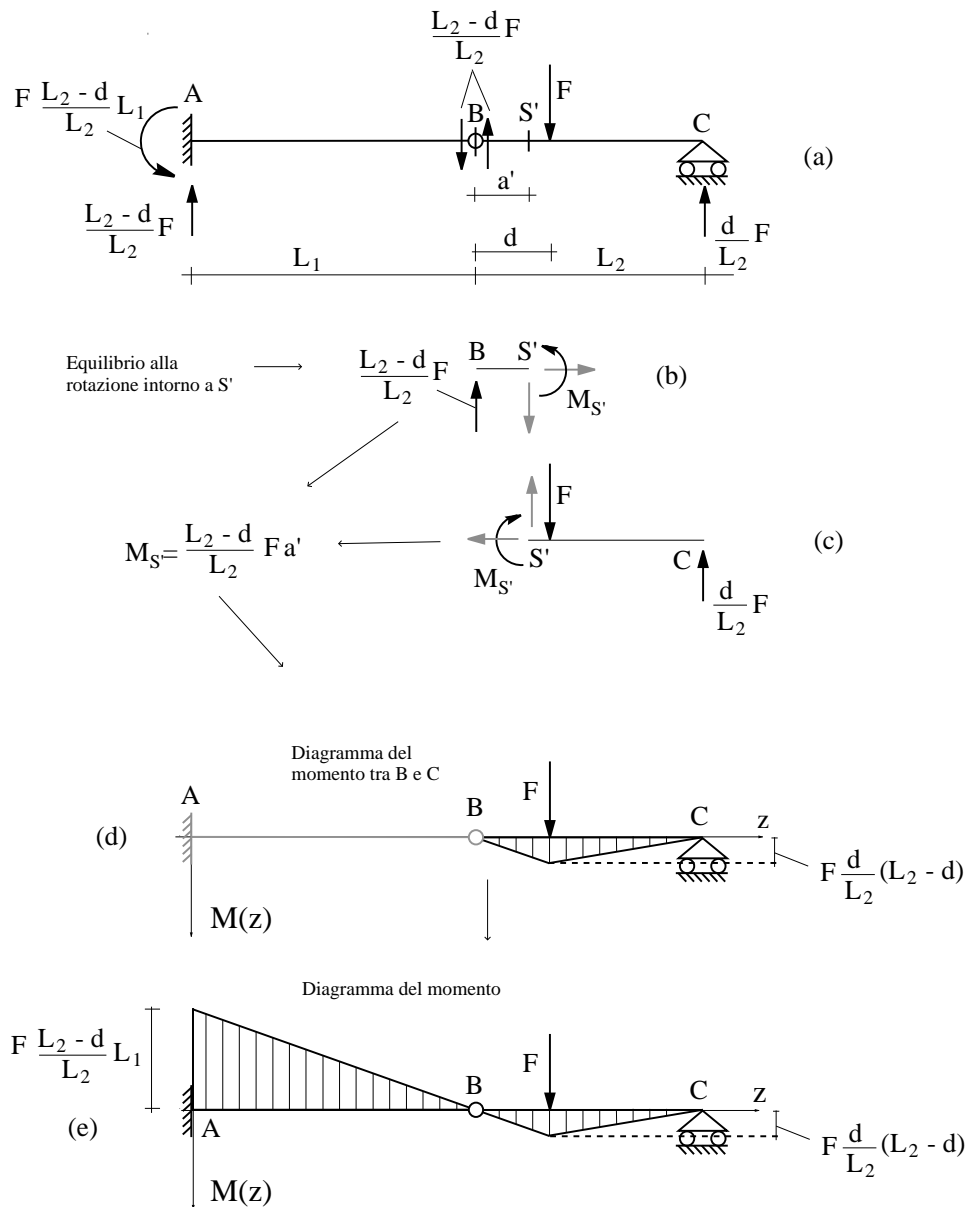 L₂ - d
F
L₂
A
F L₂ - d L₁
L₂
B
S'
F
C
(a)
a'
L₂ - d F
L₂
d
d F
L₂
L₁
L₂
Equilibrio alla
rotazione intorno a S'
L₂ - d F
L₂
B
S'
M_S'
(b)
F
M_S' = L₂ - d F a'
L₂
S'
M_S'
C
(c)
d F
L₂
Diagramma del
momento tra B e C
A
F
B
C
z
(d)
F d (L₂ - d)
L₂
M(z)
Diagramma del momento
F L₂ - d L₁
L₂
F
B
C
z
(e)
A
F d (L₂ - d)
L₂
M(z)